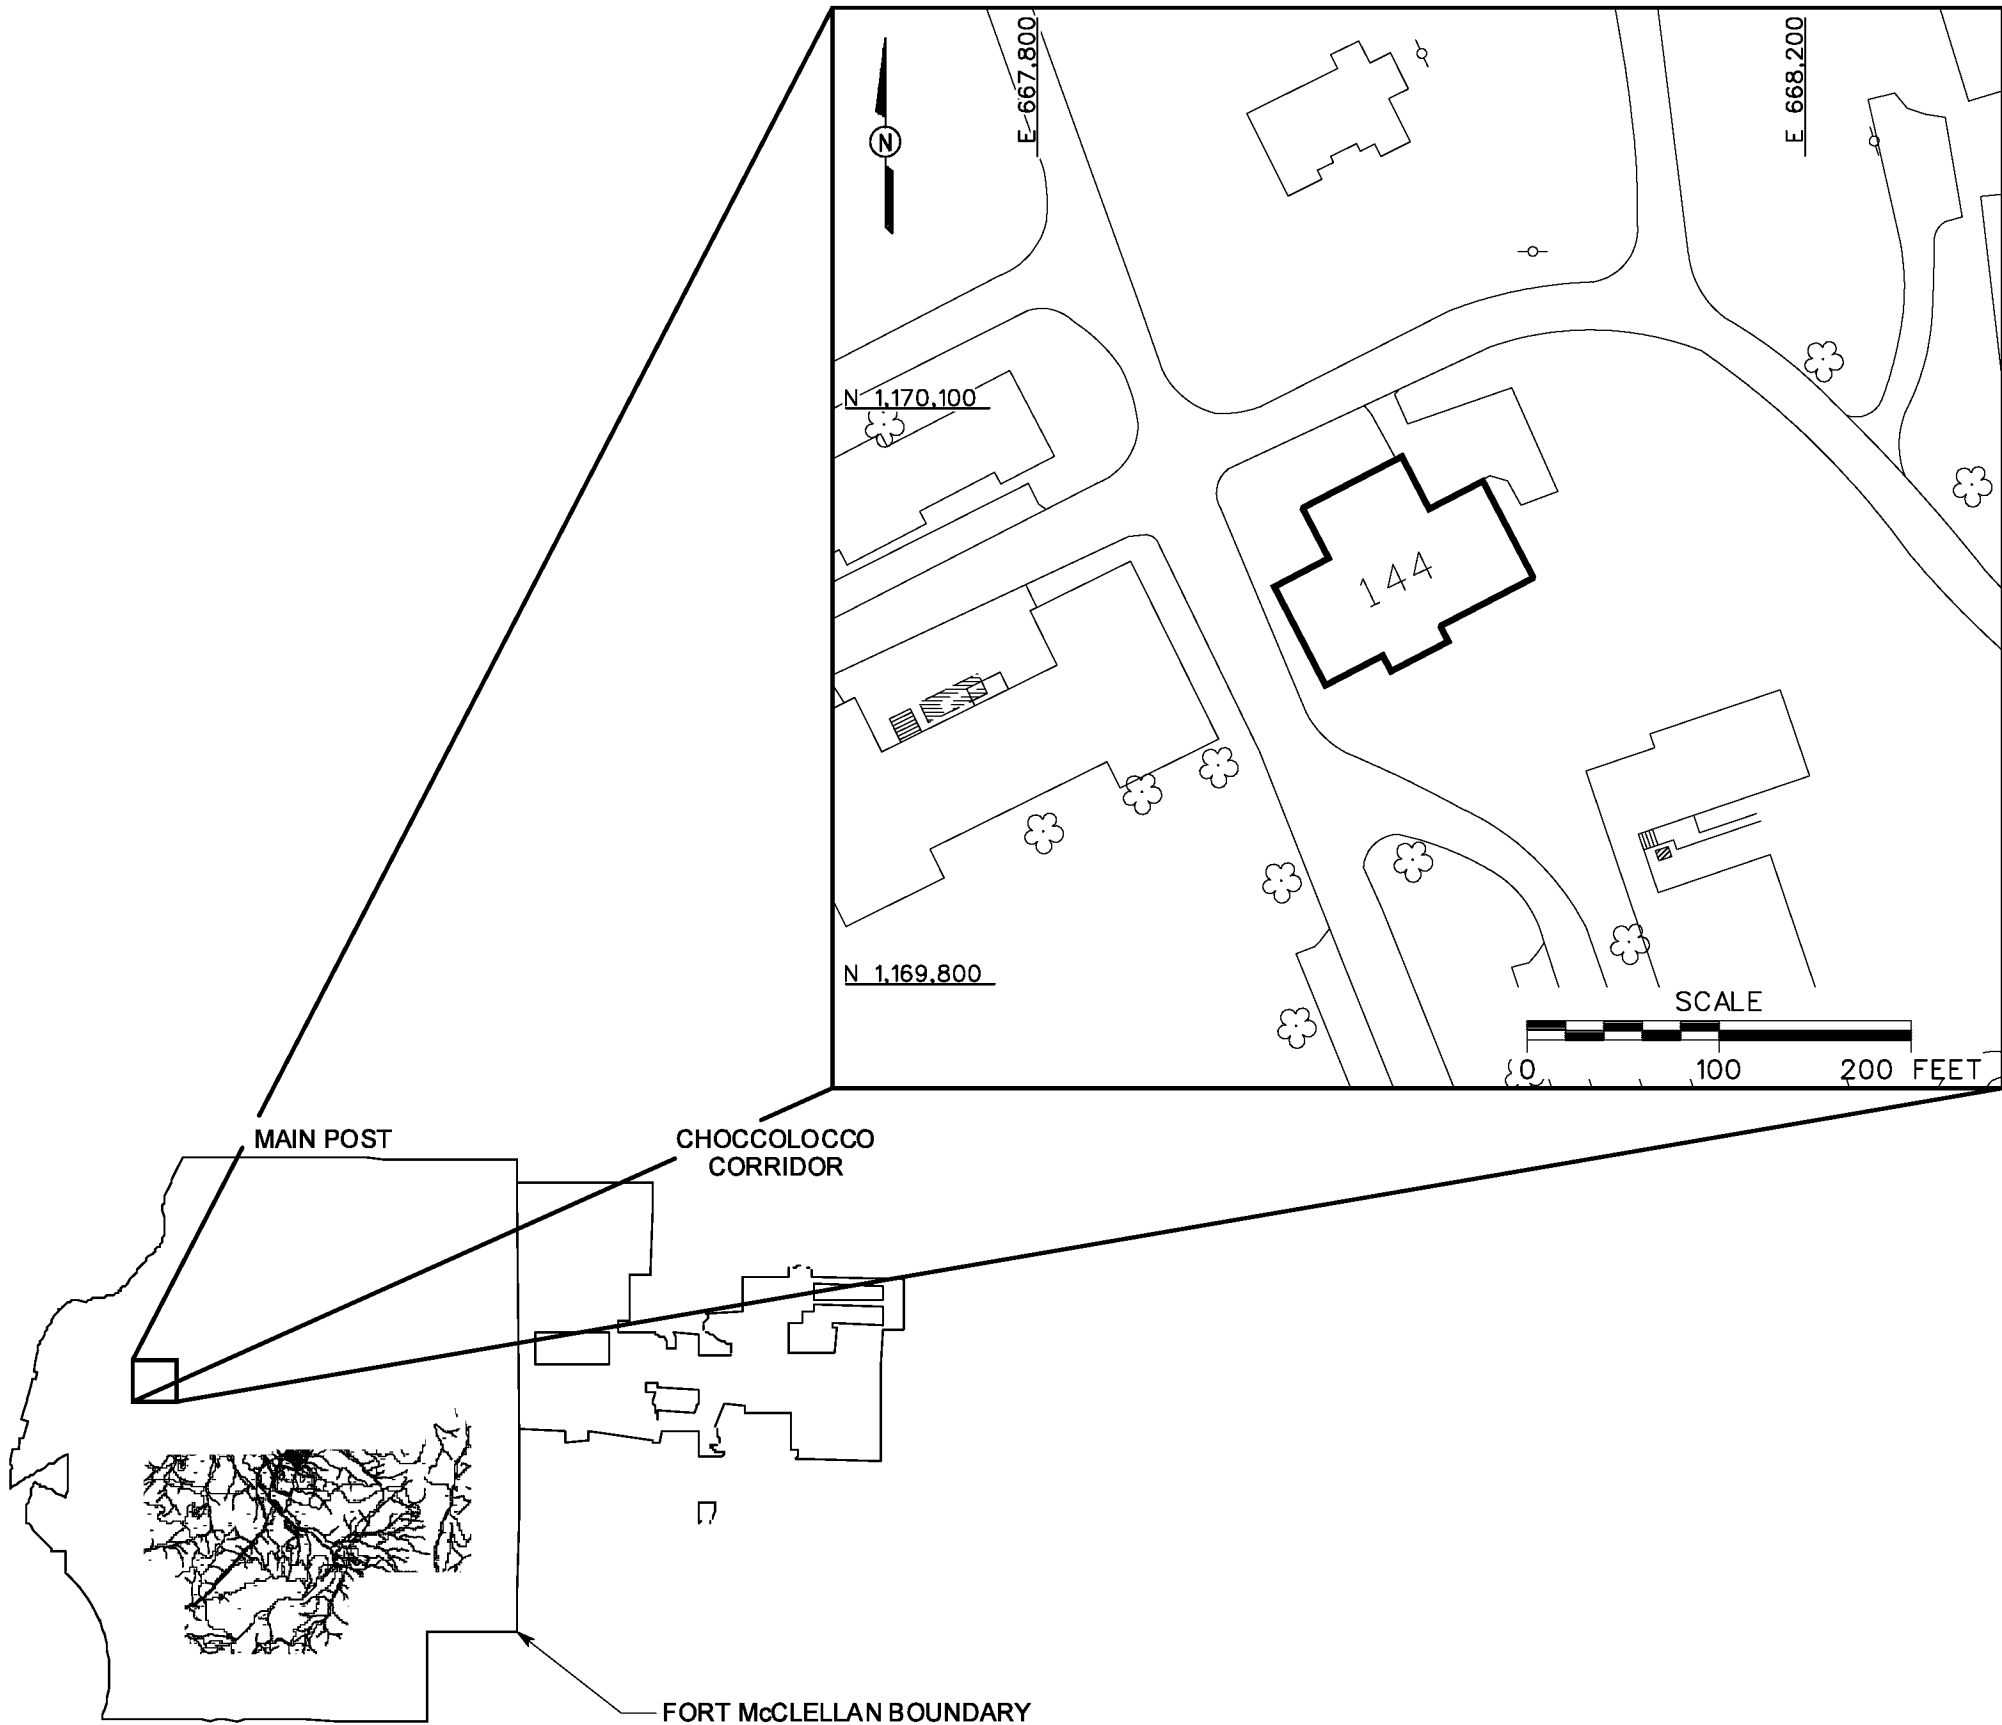 E 667,800
E 668,200
N
N 1,170,100
144
N 1,169,800
SCALE
0 100 200 FEET
MAIN POST
CHOCCOLOCCO
CORRIDOR
FORT McCLELLAN BOUNDARY